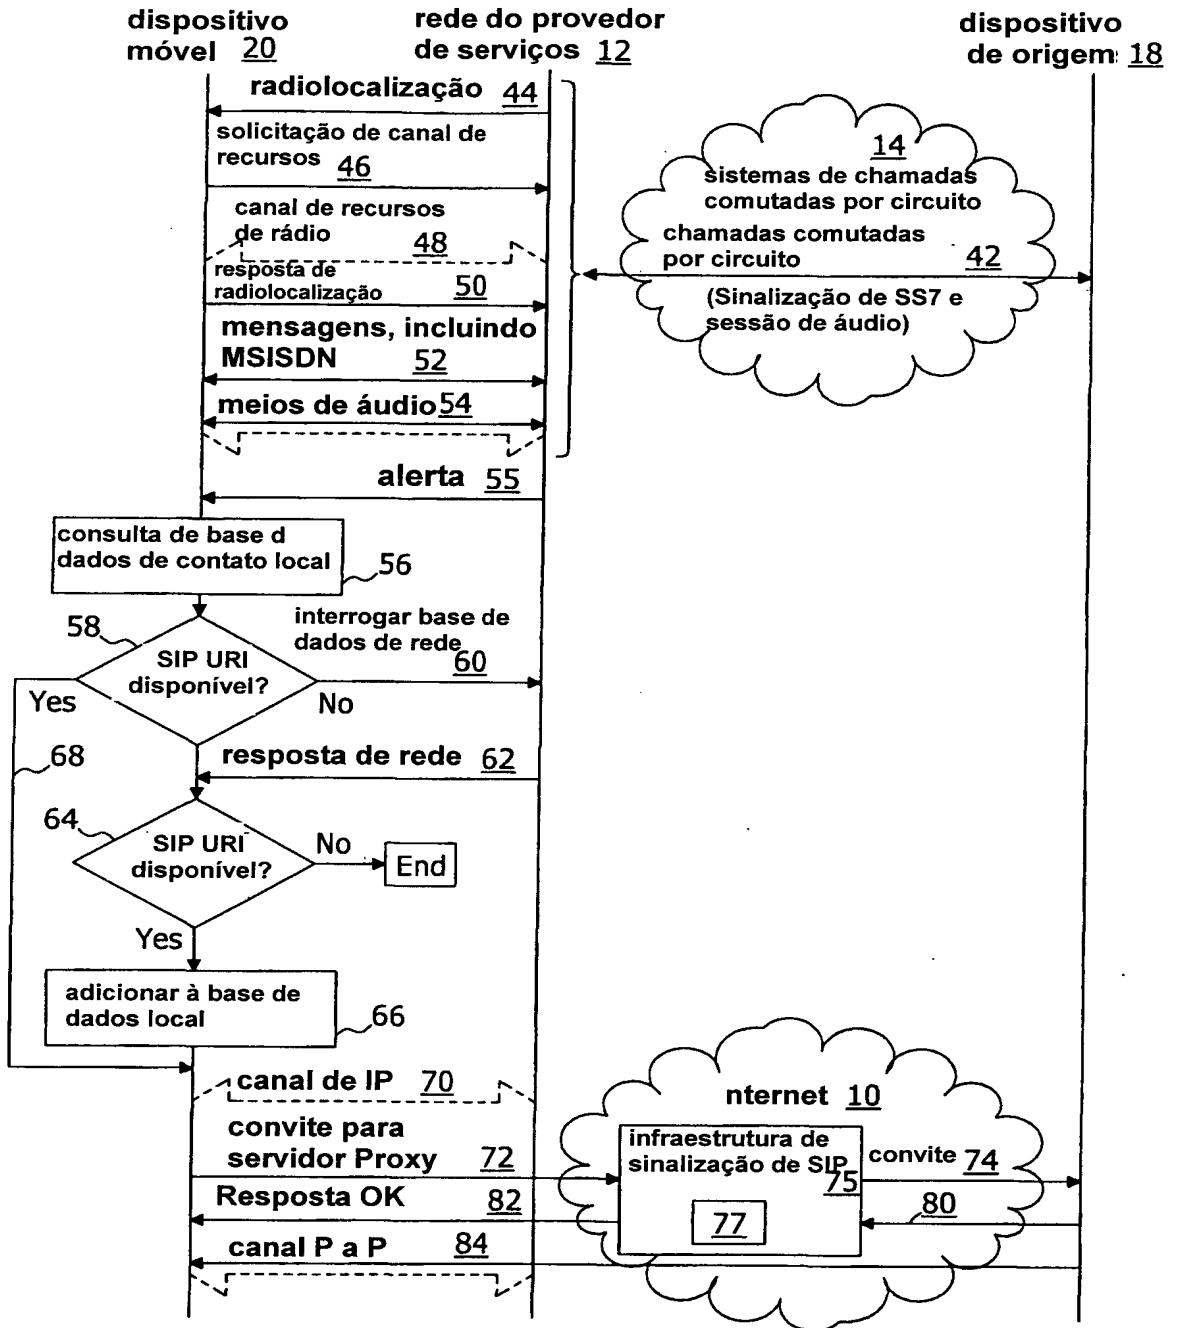 dispositivo
móvel 20
rede do provedor
de serviços 12
dispositivo
de origem: 18
radiolocalização 44
solicitação de canal de
recursos 46
canal de recursos
de rádio 48
resposta de
radiolocalização 50
mensagens, incluindo
MSISDN 52
meios de áudio 54
14
sistemas de chamadas
comutadas por circuito
chamadas comutadas
por circuito 42
(Sinalização de SS7 e
sessão de áudio)
alerta 55
consulta de base d
dados de contato local
56
58
SIP URI
disponível?
interrogar base de
dados de rede
60
Yes
No
68
resposta de rede 62
64
SIP URI
disponível?
No
End
Yes
adicionar à base de
dados local
66
canal de IP 70
nternet 10
convite para
servidor Proxy 72
infraestrutura de
sinalização de SIP
75
convite 74
Resposta OK 82
77
80
canal P a P 84